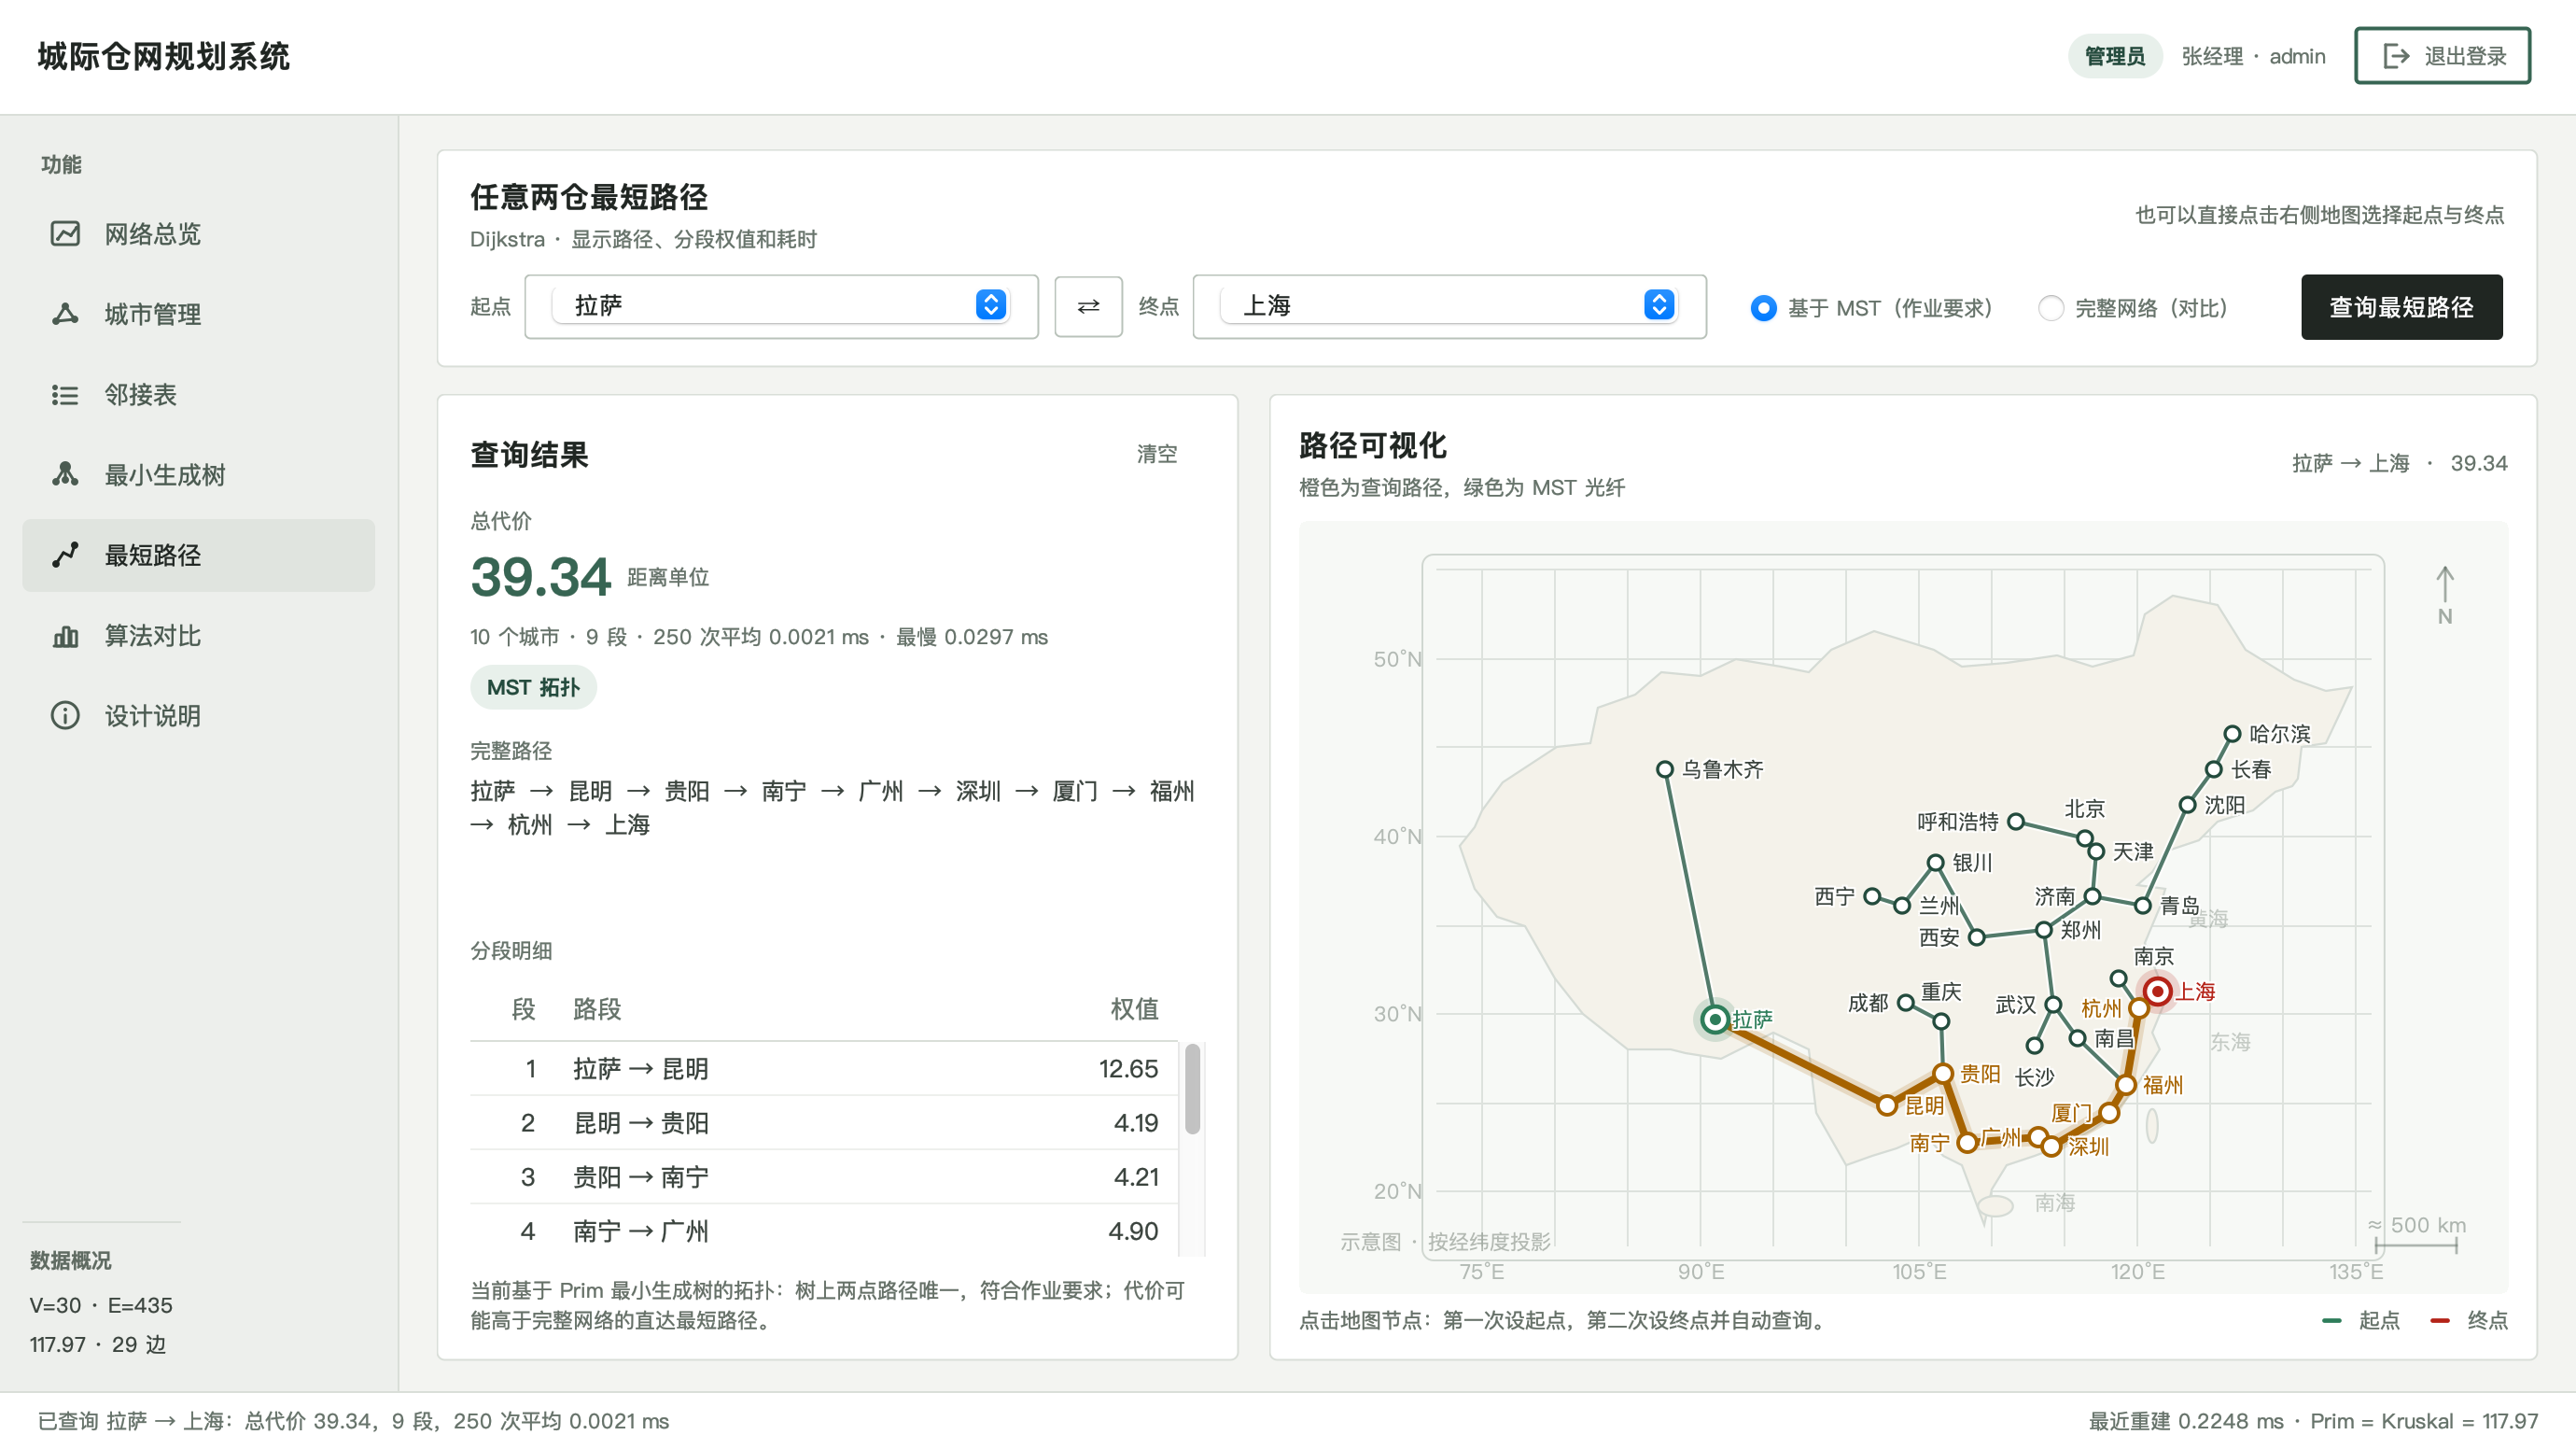 城际仓网规划系统
管理员 张经理 · admin 退出登录
功能
网络总览
城市管理
邻接表
最小生成树
最短路径
算法对比
设计说明
数据概况
V=30 · E=435
117.97 · 29 边
任意两仓最短路径
Dijkstra · 显示路径、分段权值和耗时
也可以直接点击右侧地图选择起点与终点
起点 拉萨 ⇄ 终点 上海 基于 MST（作业要求） 完整网络（对比） 查询最短路径
查询结果 清空
总代价
39.34 距离单位
10 个城市 · 9 段 · 250 次平均 0.0021 ms · 最慢 0.0297 ms
MST 拓扑
完整路径
拉萨 → 昆明 → 贵阳 → 南宁 → 广州 → 深圳 → 厦门 → 福州
→ 杭州 → 上海
分段明细
段 路段 权值
1 拉萨 → 昆明 12.65
2 昆明 → 贵阳 4.19
3 贵阳 → 南宁 4.21
4 南宁 → 广州 4.90
当前基于 Prim 最小生成树的拓扑：树上两点路径唯一，符合作业要求；代价可
能高于完整网络的直达最短路径。
路径可视化
橙色为查询路径，绿色为 MST 光纤
拉萨 → 上海 · 39.34
N
50°N
哈尔滨
乌鲁木齐
长春
沈阳
北京
呼和浩特
40°N
天津
银川
西宁
兰州
济南
青岛
黄海
西安
郑州
南京
上海
成都
重庆
武汉
杭州
30°N
拉萨
南昌
东海
贵阳
长沙
福州
昆明
厦门
南宁
广州
深圳
20°N
南海
≈ 500 km
示意图 · 按经纬度投影
75°E 90°E 105°E 120°E 135°E
点击地图节点：第一次设起点，第二次设终点并自动查询。
起点 终点
已查询 拉萨 → 上海：总代价 39.34，9 段，250 次平均 0.0021 ms
最近重建 0.2248 ms · Prim = Kruskal = 117.97